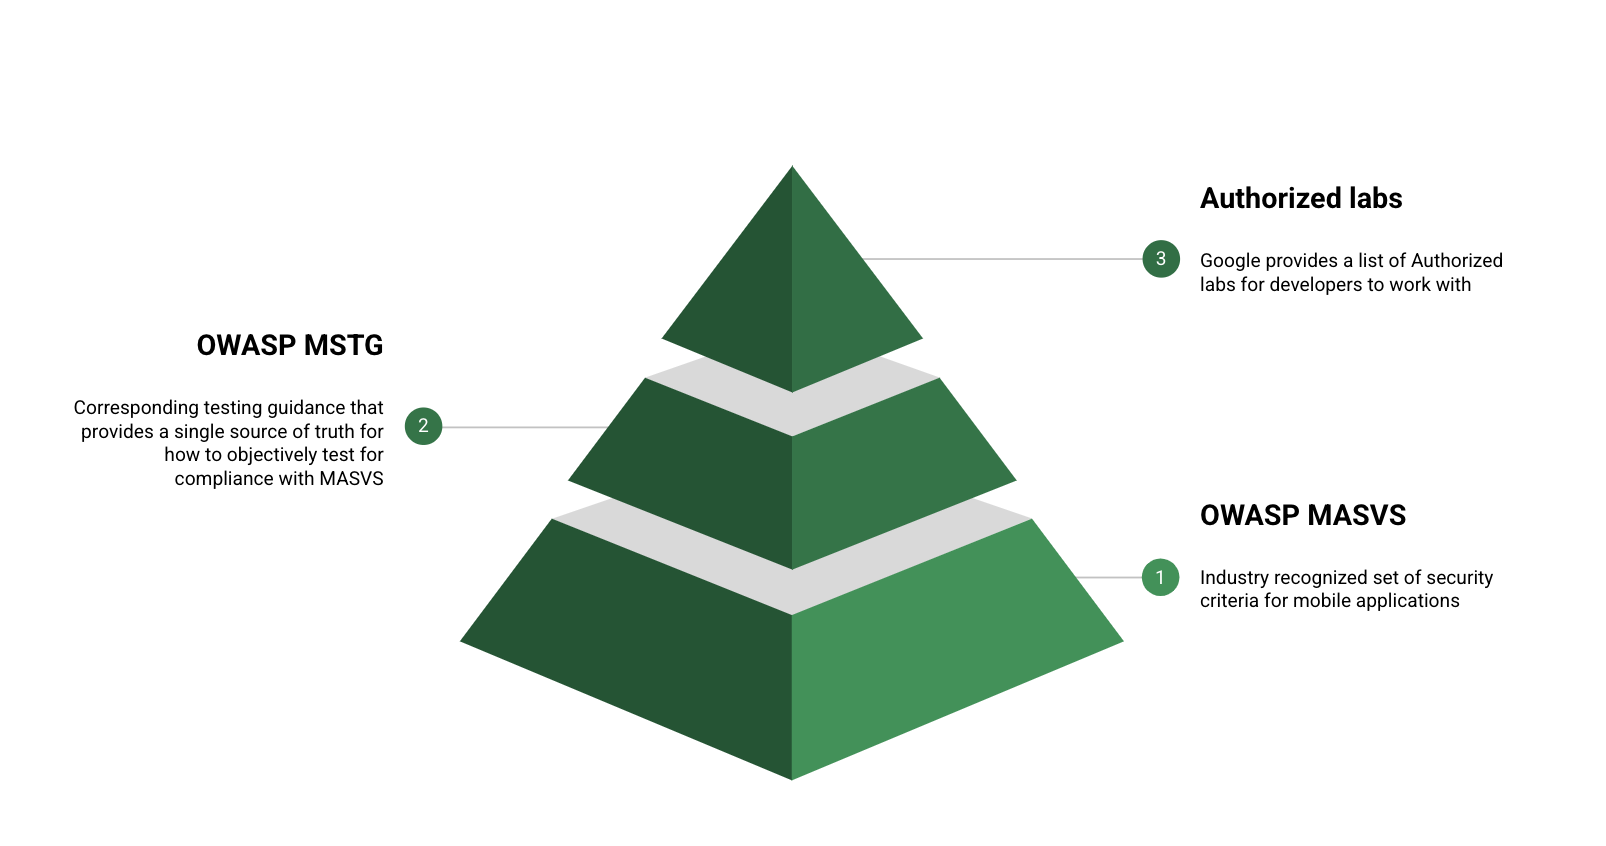 Authorized labs
3
Google provides a list of Authorized
labs for developers to work with
OWASP MSTG
Corresponding testing guidance that
provides a single source of truth for
how to objectively test for
compliance with MASVS
2
OWASP MASVS
1
Industry recognized set of security
criteria for mobile applications